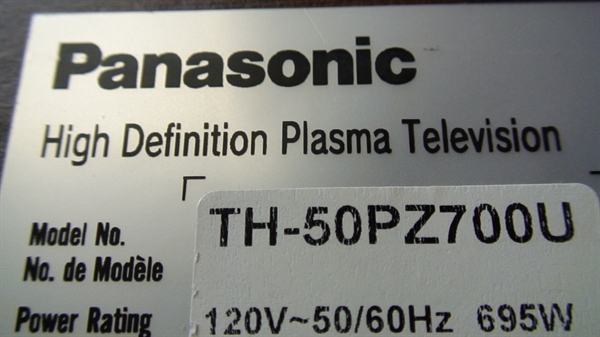 Panasonic
High Definition Plasma Television
Model No. TH-50PZ700U
No. de Modèle
Power Rating 120V~50/60Hz 695W